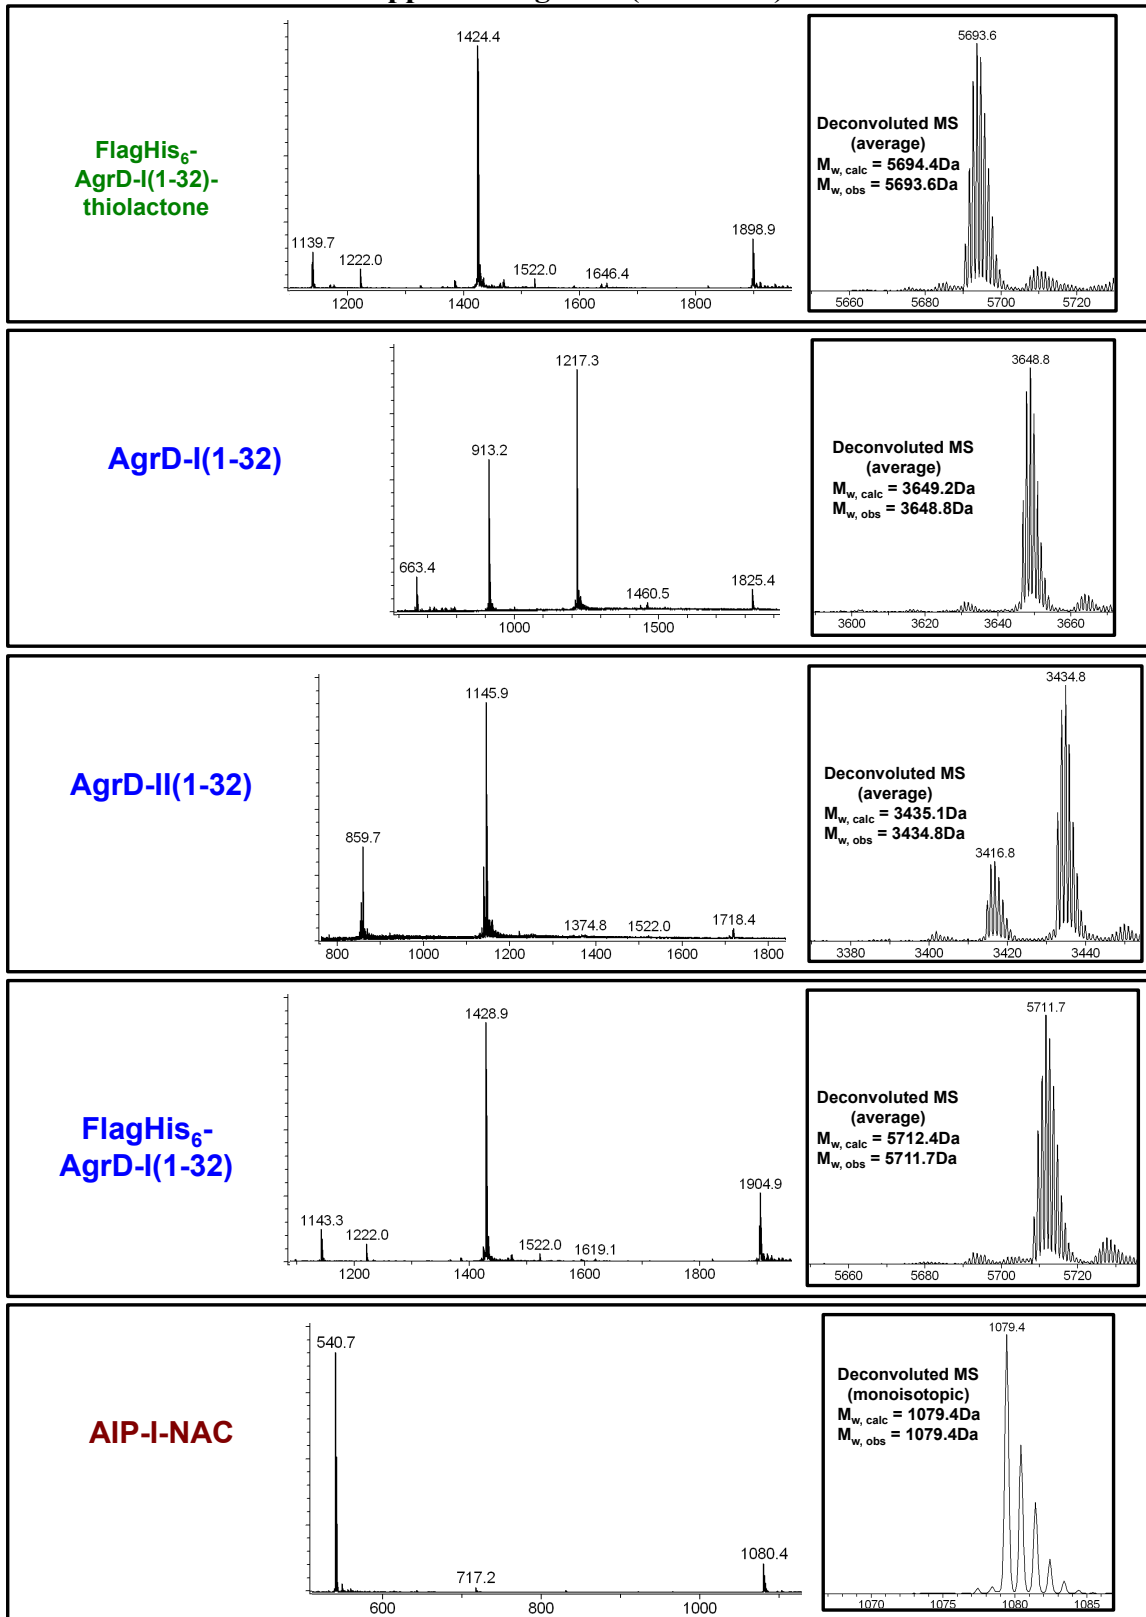 FlagHis6-
AgrD-I(1-32)-
thiolactone
1424.4
1139.7
1222.0
1522.0
1646.4
1898.9
1200
1400
1600
1800
5693.6
Deconvoluted MS
(average)
Mw, calc = 5694.4Da
Mw, obs = 5693.6Da
5660
5680
5700
5720
AgrD-I(1-32)
1217.3
913.2
663.4
1460.5
1825.4
1000
1500
3648.8
Deconvoluted MS
(average)
Mw, calc = 3649.2Da
Mw, obs = 3648.8Da
3600
3620
3640
3660
AgrD-II(1-32)
1145.9
859.7
1374.8
1522.0
1718.4
800
1000
1200
1400
1600
1800
3434.8
Deconvoluted MS
(average)
Mw, calc = 3435.1Da
Mw, obs = 3434.8Da
3416.8
3380
3400
3420
3440
FlagHis6-
AgrD-I(1-32)
1428.9
1143.3
1222.0
1522.0
1619.1
1904.9
1200
1400
1600
1800
5711.7
Deconvoluted MS
(average)
Mw, calc = 5712.4Da
Mw, obs = 5711.7Da
5660
5680
5700
5720
AIP-I-NAC
540.7
717.2
1080.4
600
800
1000
1079.4
Deconvoluted MS
(monoisotopic)
Mw, calc = 1079.4Da
Mw, obs = 1079.4Da
1070
1075
1080
1085